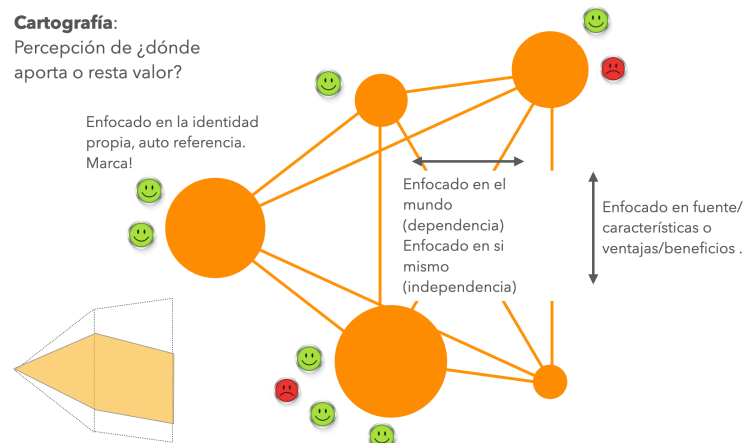 Cartografía:
Percepción de ¿dónde
aporta o resta valor?
Enfocado en la identidad
propia, auto referencia.
Marca!
Enfocado en el
mundo
(dependencia)
Enfocado en si
mismo
(independencia)
Enfocado en fuente/
características o
ventajas/beneficios .